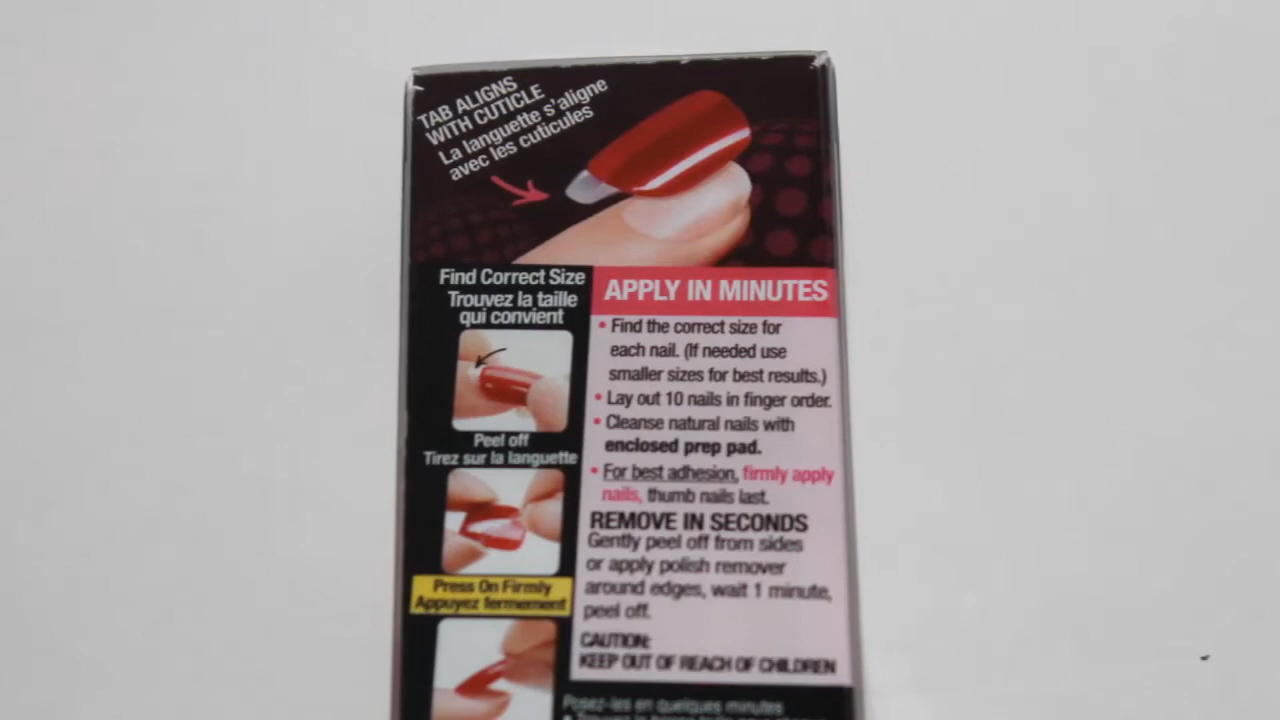 TAB ALIGNS
WITH CUTICLE
La languette s'aligne
avec les cuticules
Find Correct Size
Trouvez la taille
qui convient
Peel off
Tirez sur la languette
Press On Firmly
Appuyez fermement
APPLY IN MINUTES
• Find the correct size for
each nail. (If needed use
smaller sizes for best results.)
• Lay out 10 nails in finger order.
• Cleanse natural nails with
enclosed prep pad.
• For best adhesion, firmly apply
nails, thumb nails last.
REMOVE IN SECONDS
Gently peel off from sides
or apply polish remover
around edges, wait 1 minute,
peel off.
CAUTION:
KEEP OUT OF REACH OF CHILDREN
Posez-les en quelques minutes